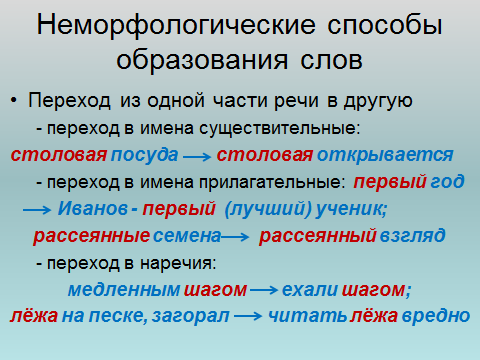 Неморфологические способы
образования слов
• Переход из одной части речи в другую
- переход в имена существительные:
столовая посуда → столовая открывается
- переход в имена прилагательные: первый год
→ Иванов - первый (лучший) ученик;
рассеянные семена → рассеянный взгляд
- переход в наречия:
медленным шагом → ехали шагом;
лёжа на песке, загорал → читать лёжа вредно